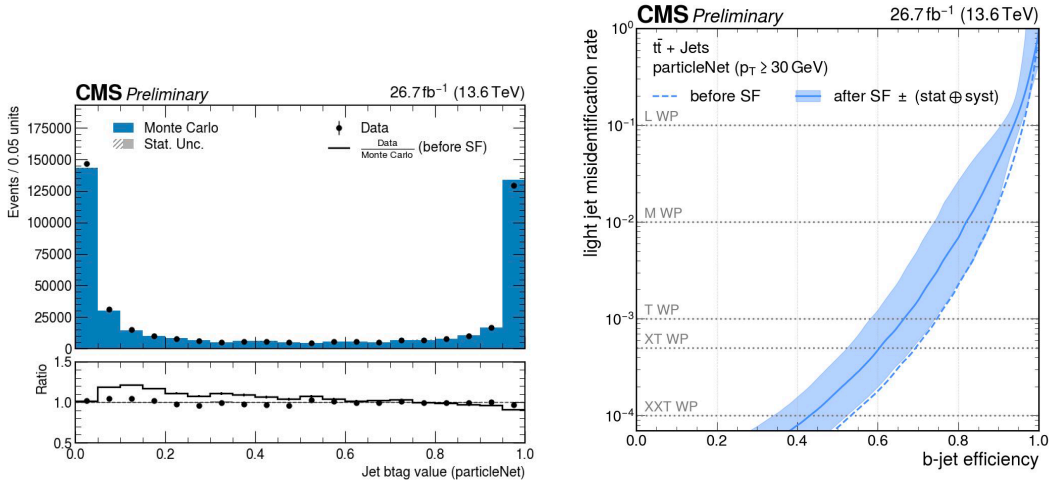 CMS Preliminary 26.7 fb⁻¹ (13.6 TeV)
Events / 0.05 units
175000
150000
125000
100000
75000
50000
25000
0
Monte Carlo
Stat. Unc.
Data
Data
Monte Carlo (before SF)
Ratio
1.5
1.0
0.5
0.0 0.2 0.4 0.6 0.8 1.0
Jet btag value (particleNet)
CMS Preliminary 26.7 fb⁻¹ (13.6 TeV)
light jet misidentification rate
10⁰
10⁻¹
10⁻²
10⁻³
10⁻⁴
tt̄ + Jets
particleNet (p_T ≥ 30 GeV)
before SF after SF ± (stat ⊕ syst)
L WP
M WP
T WP
XT WP
XXT WP
0.0 0.2 0.4 0.6 0.8 1.0
b-jet efficiency